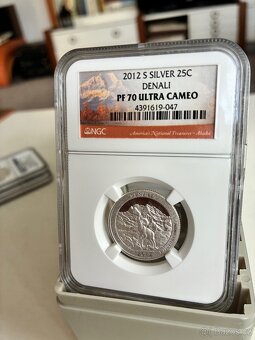 2012 S SILVER 25C
DENALI
PF 70 ULTRA CAMEO
4391619-047
NGC
America's National Treasures - Alaska